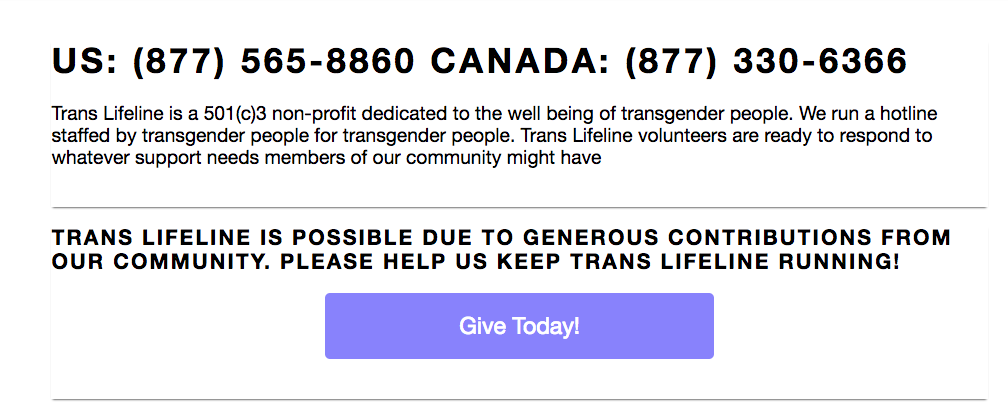 US: (877) 565-8860 CANADA: (877) 330-6366
Trans Lifeline is a 501(c)3 non-profit dedicated to the well being of transgender people. We run a hotline
staffed by transgender people for transgender people. Trans Lifeline volunteers are ready to respond to
whatever support needs members of our community might have
TRANS LIFELINE IS POSSIBLE DUE TO GENEROUS CONTRIBUTIONS FROM
OUR COMMUNITY. PLEASE HELP US KEEP TRANS LIFELINE RUNNING!
Give Today!